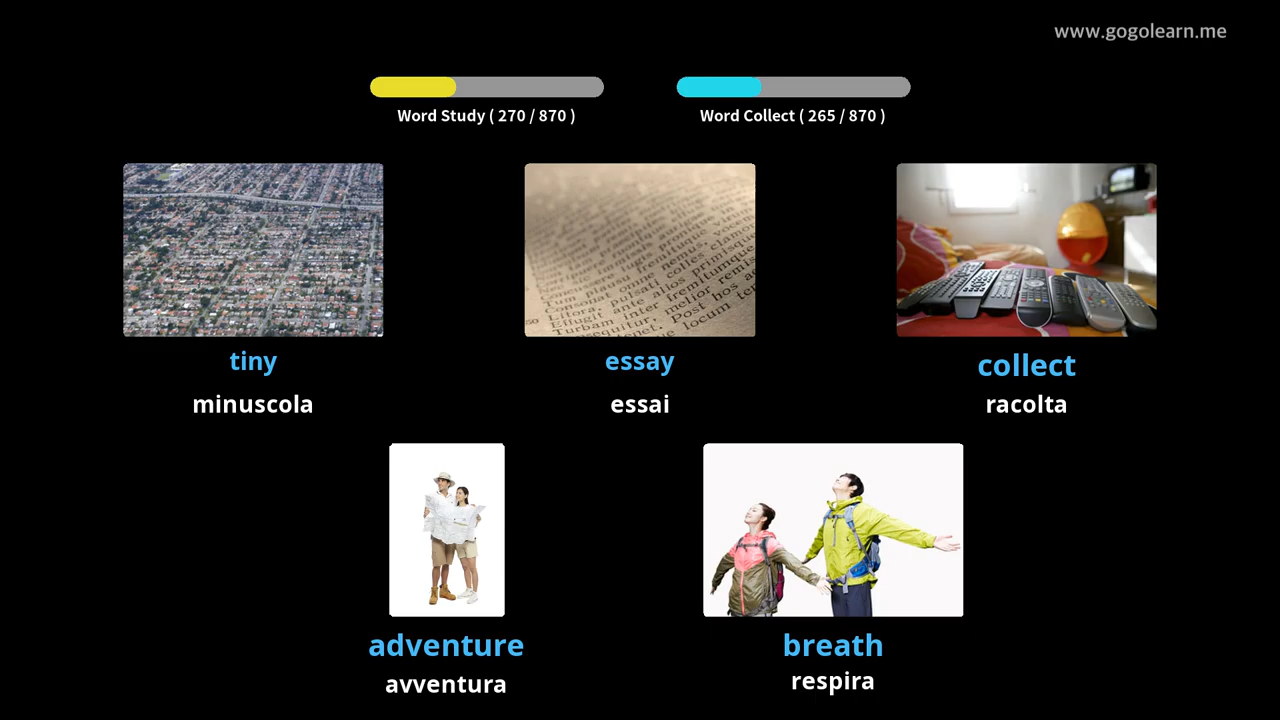 www.gogolearn.me
Word Study ( 270 / 870 )
Word Collect ( 265 / 870 )
tiny
essay
collect
minuscola
essai
racolta
adventure
breath
avventura
respira